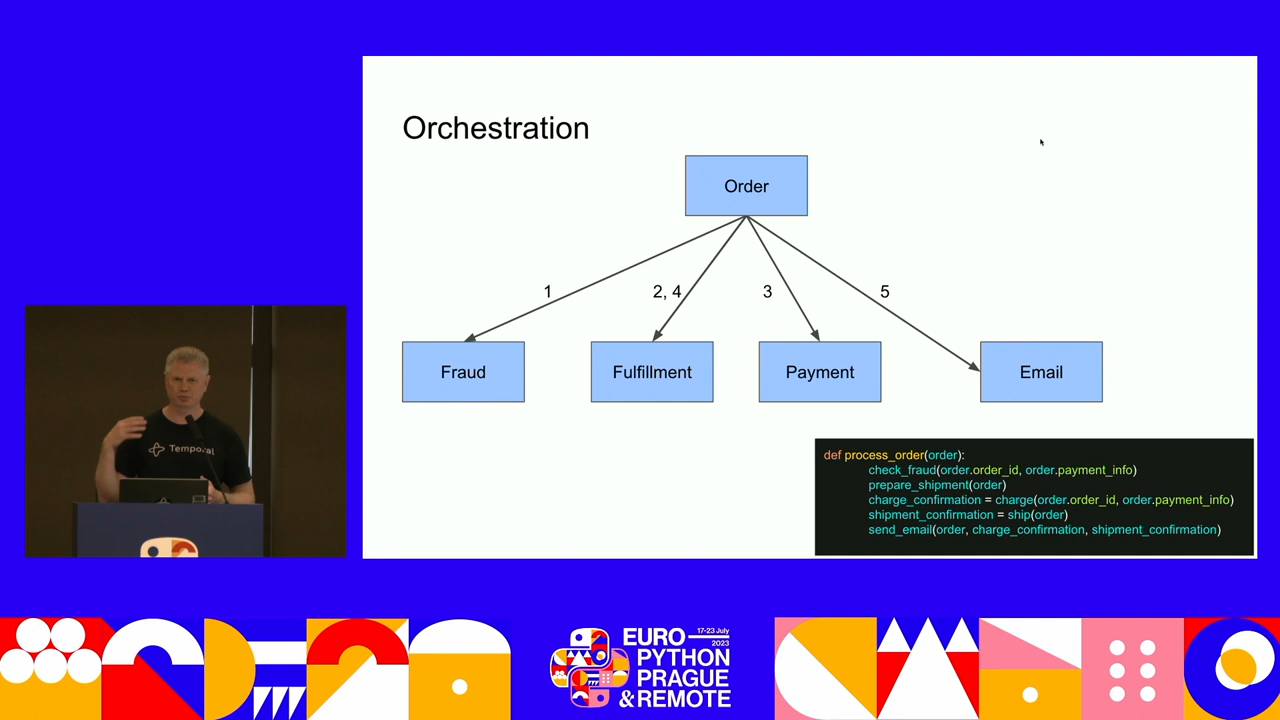 Orchestration
Order
1
2, 4
3
5
Fraud
Fulfillment
Payment
Email
def process_order(order):
check_fraud(order.order_id, order.payment_info)
prepare_shipment(order)
charge_confirmation = charge(order.order_id, order.payment_info)
shipment_confirmation = ship(order)
send_email(order, charge_confirmation, shipment_confirmation)
Temporal
EURO 17-23 July
2023
PYTHON
PRAGUE
& REMOTE